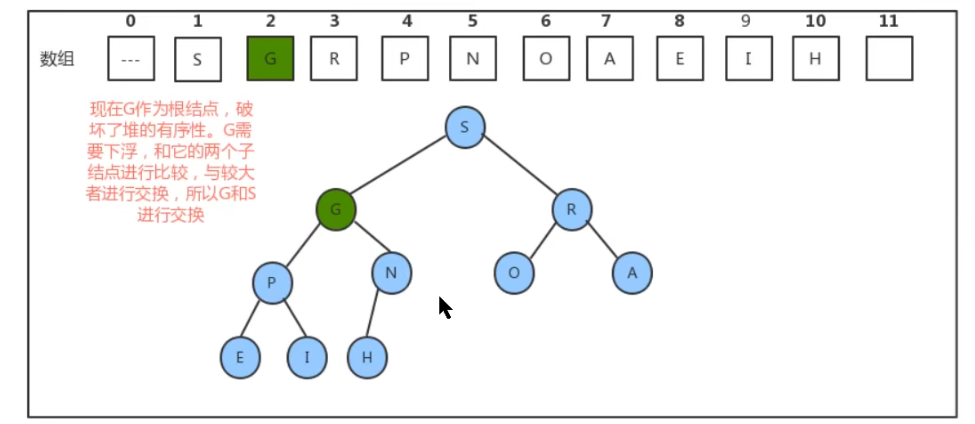 0 1 2 3 4 5 6 7 8 9 10 11
数组 --- S G R P N O A E I H
现在G作为根结点，破
坏了堆的有序性。G需
要下浮，和它的两个子
结点进行比较，与较大
者进行交换，所以G和S
进行交换
S
G R
P N O A
E I H